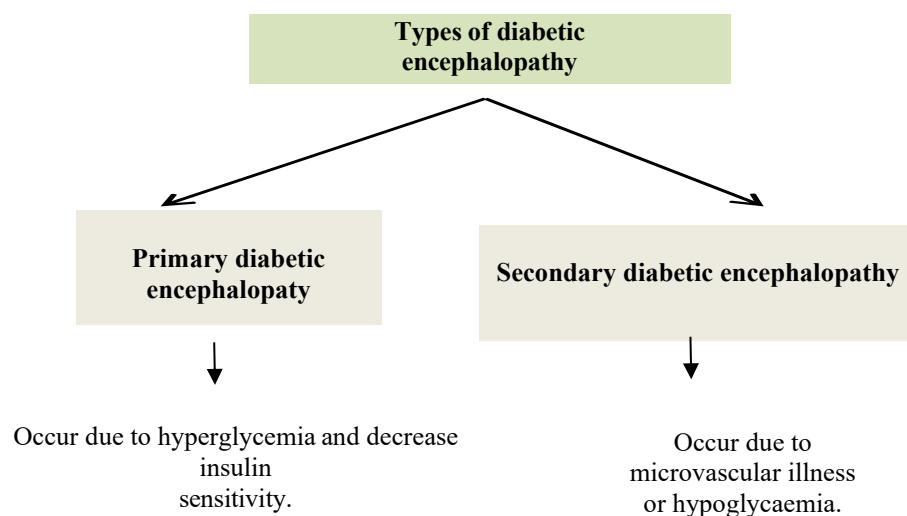 Types of diabetic
encephalopathy
Primary diabetic
encephalopaty
Secondary diabetic encephalopathy
Occur due to hyperglycemia and decrease
insulin
sensitivity.
Occur due to
microvascular illness
or hypoglycaemia.